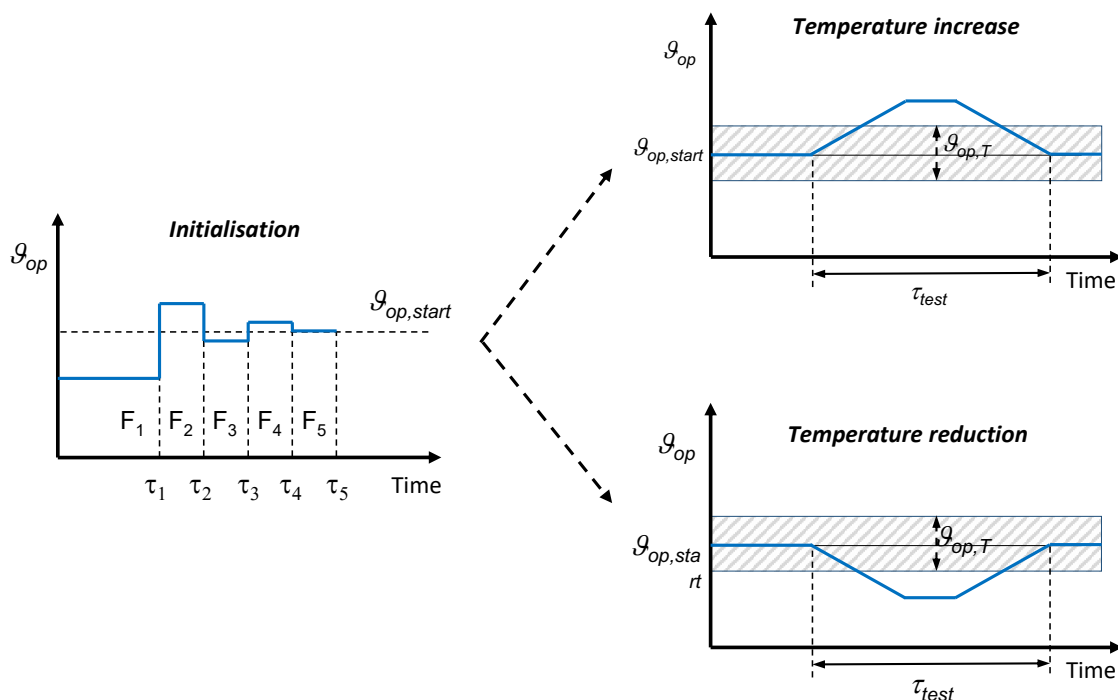 Temperature increase
ϑop
ϑop,start
ϑop,T
Time
τtest
Initialisation
ϑop
ϑop,start
F1 F2 F3 F4 F5
τ1 τ2 τ3 τ4 τ5 Time
Temperature reduction
ϑop
ϑop,sta
rt
ϑop,T
Time
τtest